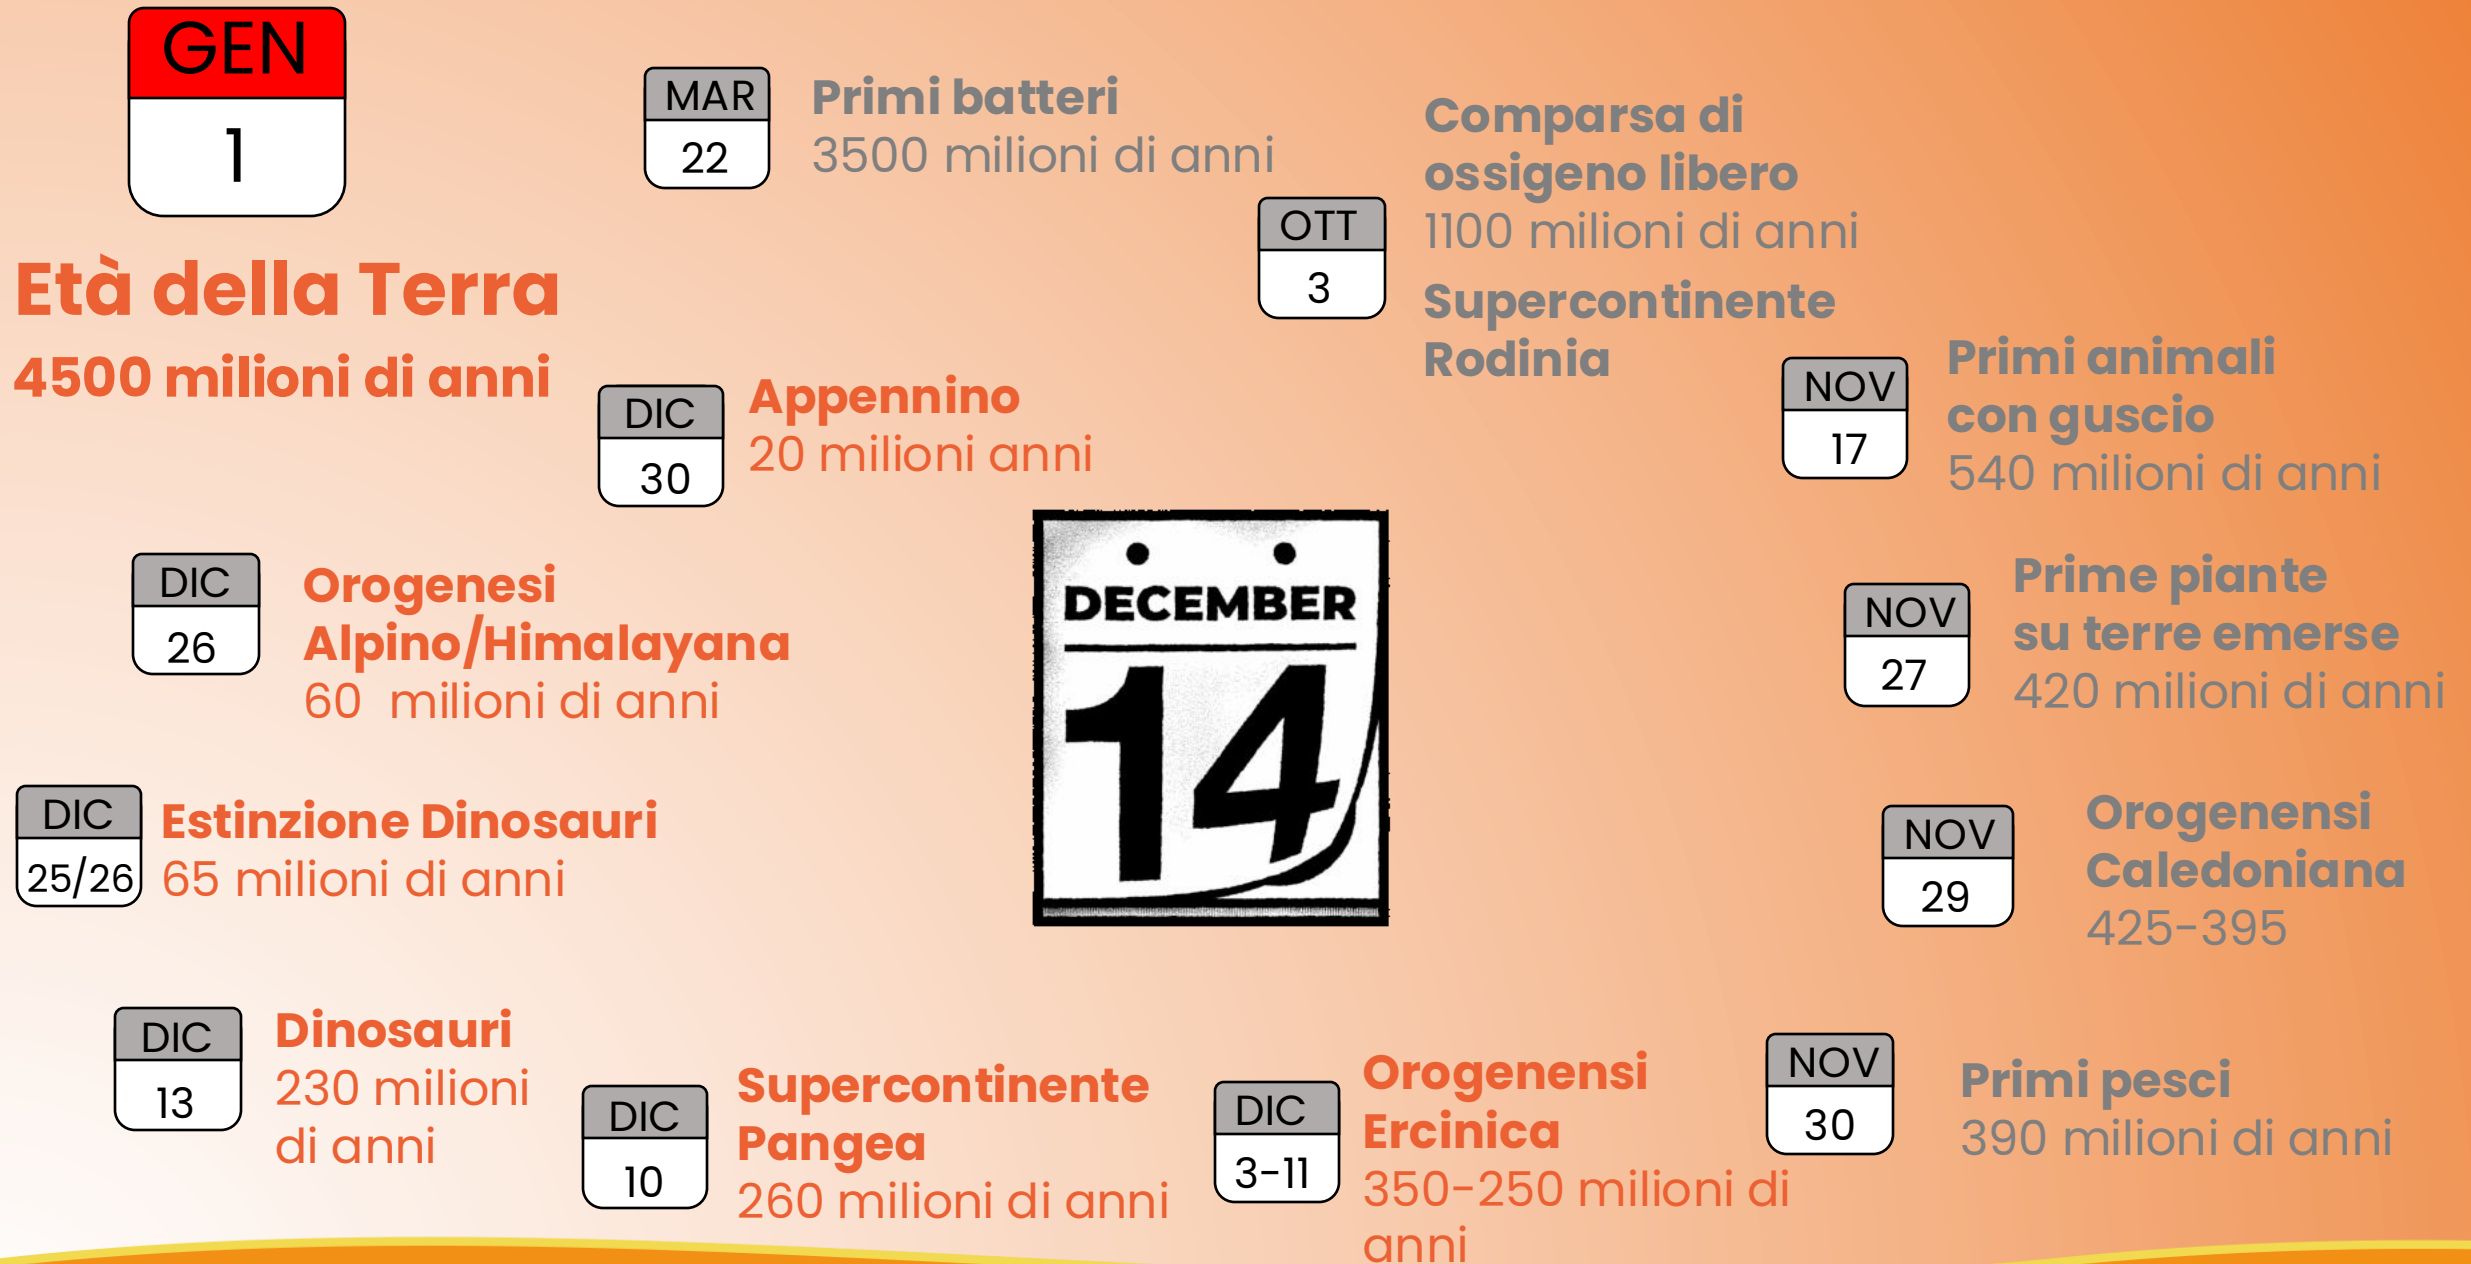 GEN
1
Età della Terra
4500 milioni di anni
MAR
22
Primi batteri
3500 milioni di anni
OTT
3
Comparsa di
ossigeno libero
1100 milioni di anni
Supercontinente
Rodinia
NOV
17
Primi animali
con guscio
540 milioni di anni
NOV
27
Prime piante
su terre emerse
420 milioni di anni
NOV
29
Orogenensi
Caledoniana
425-395
NOV
30
Primi pesci
390 milioni di anni
DIC
3-11
Orogenensi
Ercinica
350-250 milioni di
anni
DIC
10
Supercontinente
Pangea
260 milioni di anni
DIC
13
Dinosauri
230 milioni
di anni
DIC
25/26
Estinzione Dinosauri
65 milioni di anni
DIC
26
Orogenesi
Alpino/Himalayana
60 milioni di anni
DIC
30
Appennino
20 milioni anni
DECEMBER
14